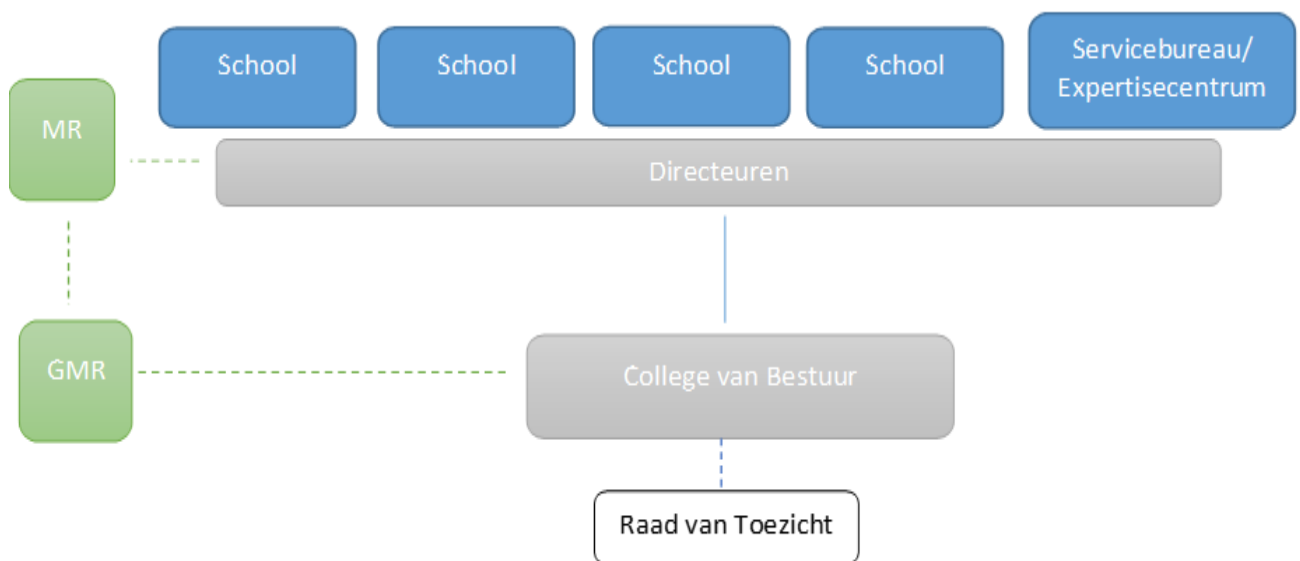 School
School
School
School
Servicebureau/
Expertisecentrum
MR
Directeuren
GMR
College van Bestuur
Raad van Toezicht